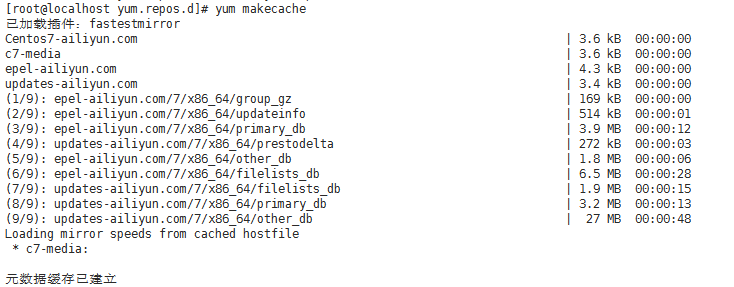 [root@localhost yum.repos.d]# yum makecache
已加载插件：fastestmirror
Centos7-ailiyun.com | 3.6 kB 00:00:00
c7-media | 3.6 kB 00:00:00
epel-ailiyun.com | 4.3 kB 00:00:00
updates-ailiyun.com | 3.4 kB 00:00:00
(1/9): epel-ailiyun.com/7/x86_64/group_gz | 169 kB 00:00:00
(2/9): epel-ailiyun.com/7/x86_64/updateinfo | 514 kB 00:00:01
(3/9): epel-ailiyun.com/7/x86_64/primary_db | 3.9 MB 00:00:12
(4/9): updates-ailiyun.com/7/x86_64/prestodelta | 272 kB 00:00:03
(5/9): epel-ailiyun.com/7/x86_64/other_db | 1.8 MB 00:00:06
(6/9): epel-ailiyun.com/7/x86_64/filelists_db | 6.5 MB 00:00:28
(7/9): updates-ailiyun.com/7/x86_64/filelists_db | 1.9 MB 00:00:15
(8/9): updates-ailiyun.com/7/x86_64/primary_db | 3.2 MB 00:00:13
(9/9): updates-ailiyun.com/7/x86_64/other_db | 27 MB 00:00:48
Loading mirror speeds from cached hostfile
 * c7-media:
元数据缓存已建立